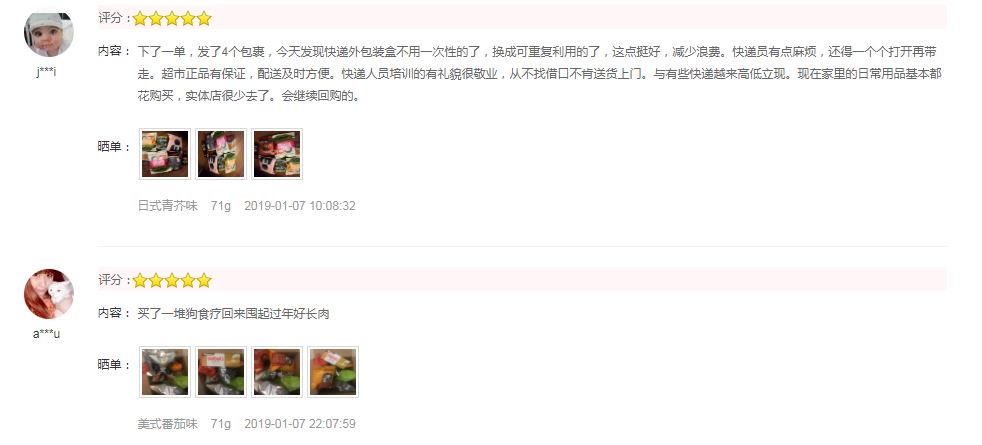 评分：
内容： 下了一单，发了4个包裹，今天发现快递外包装盒不用一次性的了，换成可重复利用的了，这点挺好，减少浪费。快递员有点麻烦，还得一个个打开再带
走。超市正品有保证，配送及时方便。快递人员培训的有礼貌很敬业，从不找借口不肯送货上门。与有些快递越来高低立现。现在家里的日常用品基本都
花购买，实体店很少去了。会继续回购的。
j***i
晒单：
日式青芥味 71g 2019-01-07 10:08:32
评分：
内容： 买了一堆狗食疗回来囤起过年好长肉
a***u
晒单：
美式番茄味 71g 2019-01-07 22:07:59